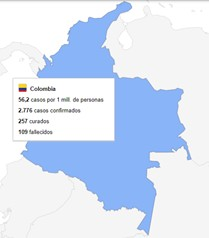 Colombia
56,2 casos por 1 mill. de personas
2.776 casos confirmados
257 curados
109 fallecidos